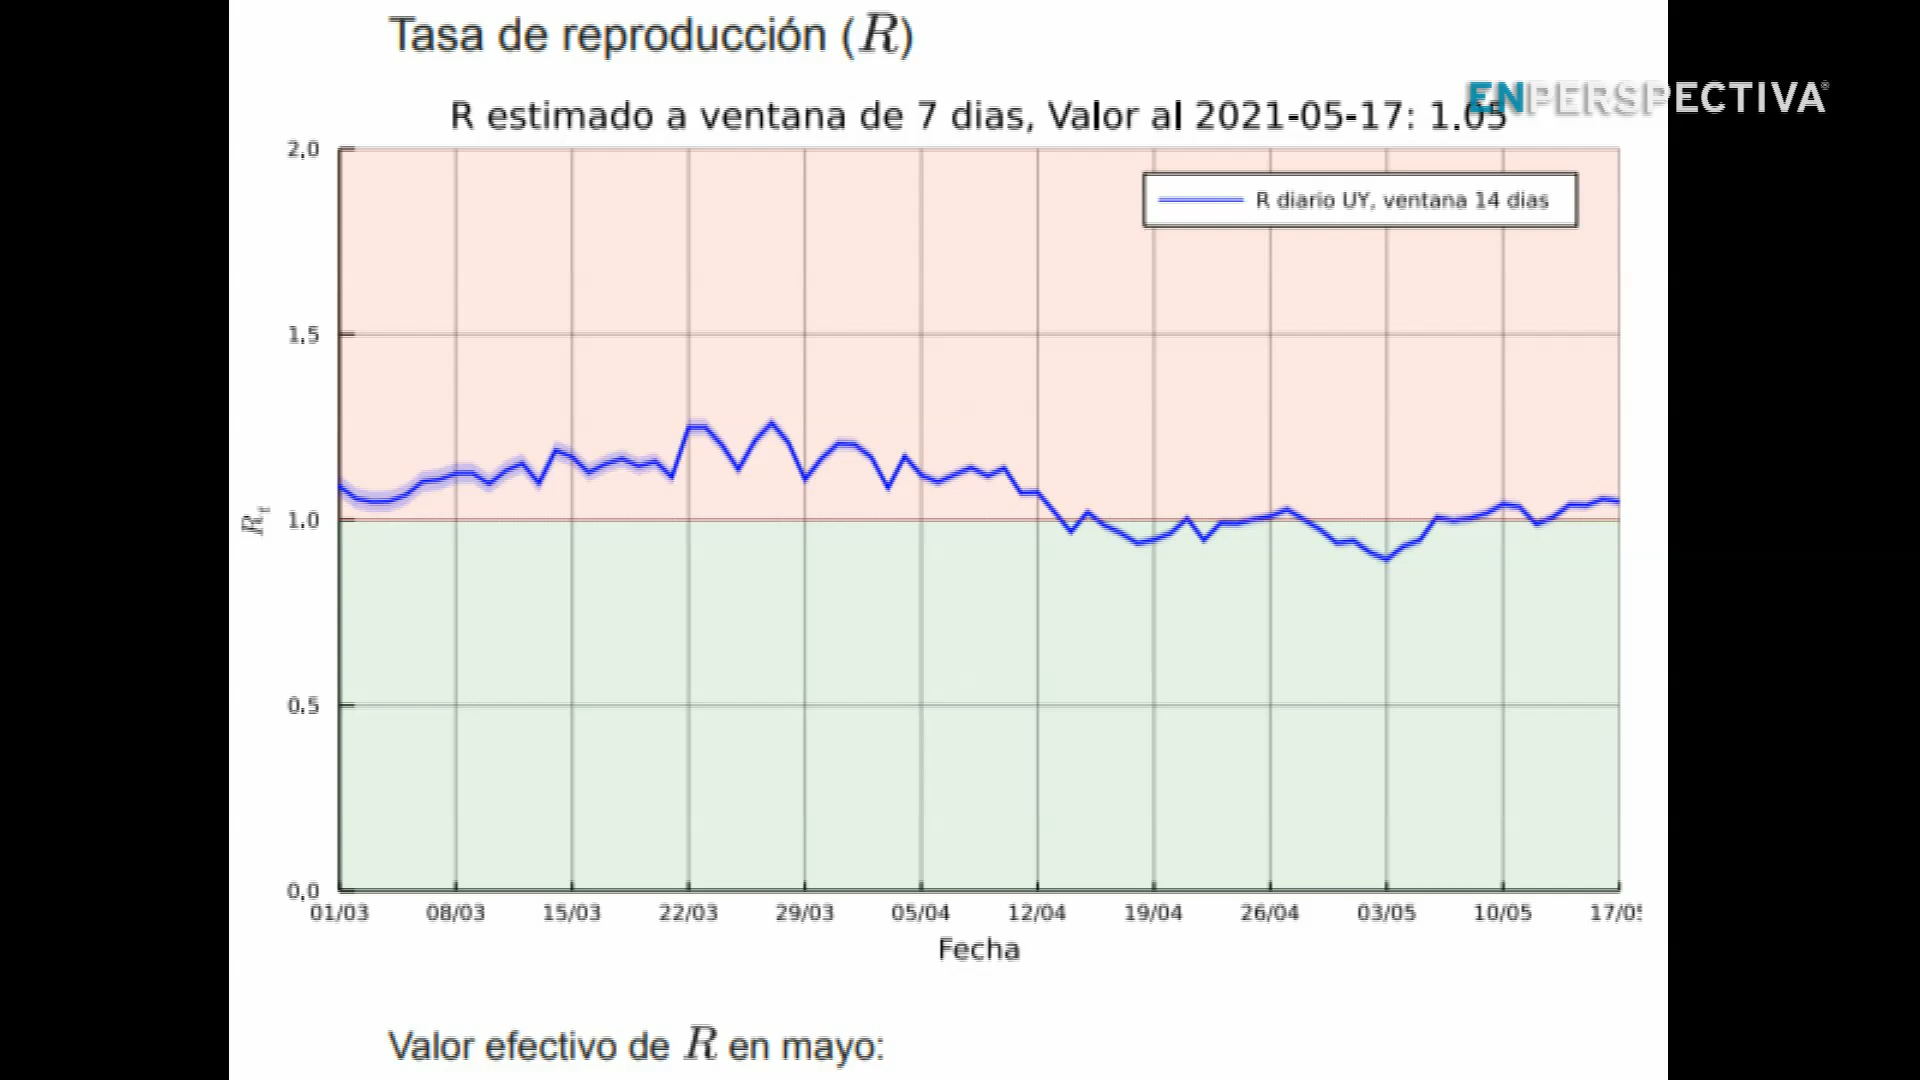 Tasa de reproducción (R)
ENPERSPECTIVA®
R estimado a ventana de 7 dias, Valor al 2021-05-17: 1.05
2,0
R diario UY, ventana 14 dias
1,5
1,0
R_t
0,5
0,0
01/03 08/03 15/03 22/03 29/03 05/04 12/04 19/04 26/04 03/05 10/05 17/05
Fecha
Valor efectivo de R en mayo: